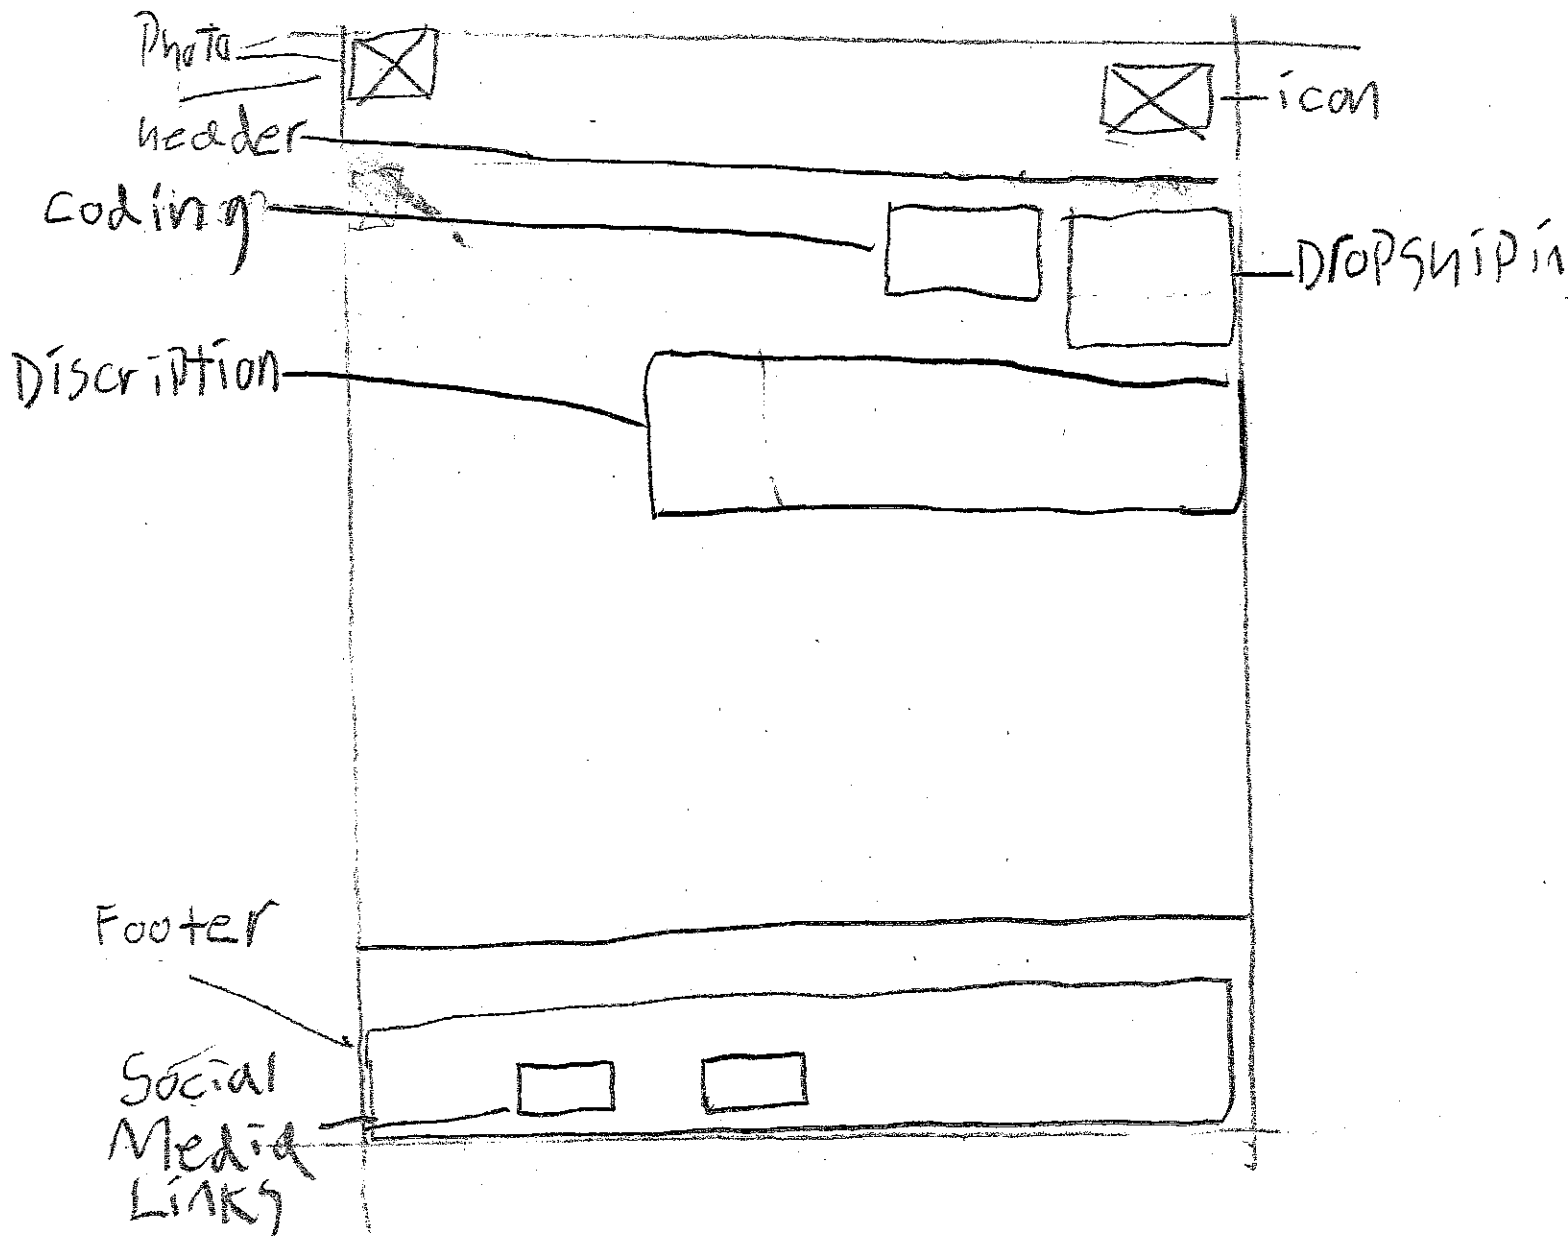 Photo
header
icon
Coding
DropShipin
Discription
Footer
Social
Media
Links